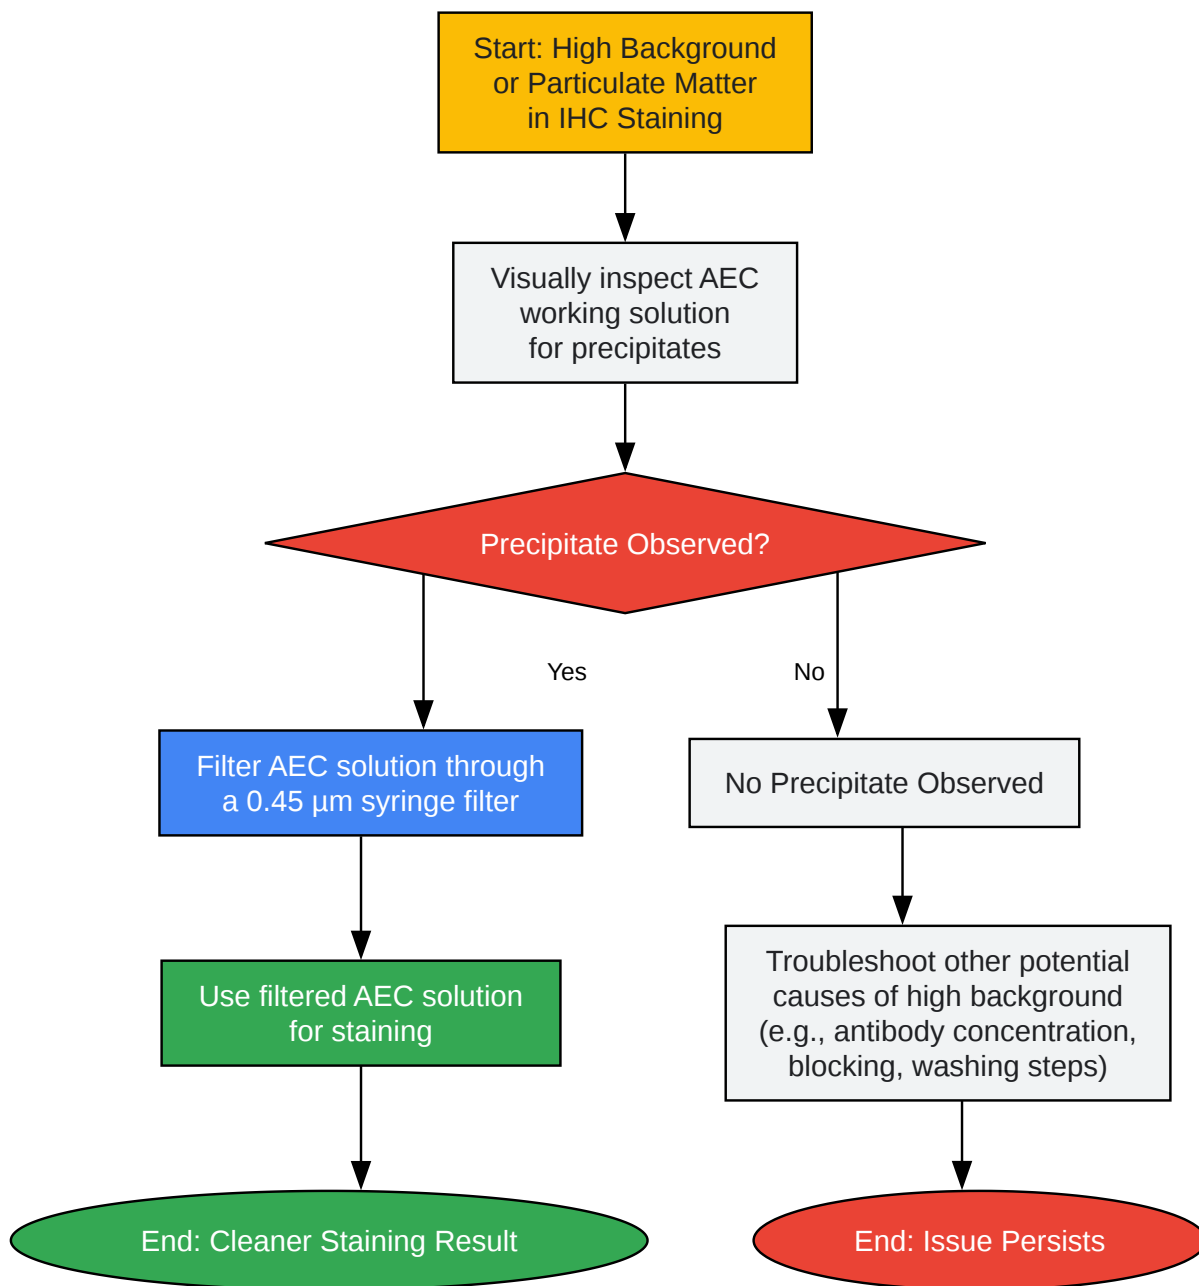 Start: High Background
or Particulate Matter
in IHC Staining
Visually inspect AEC
working solution
for precipitates
Precipitate Observed?
Yes
No
Filter AEC solution through
a 0.45 µm syringe filter
No Precipitate Observed
Use filtered AEC solution
for staining
Troubleshoot other potential
causes of high background
(e.g., antibody concentration,
blocking, washing steps)
End: Cleaner Staining Result
End: Issue Persists